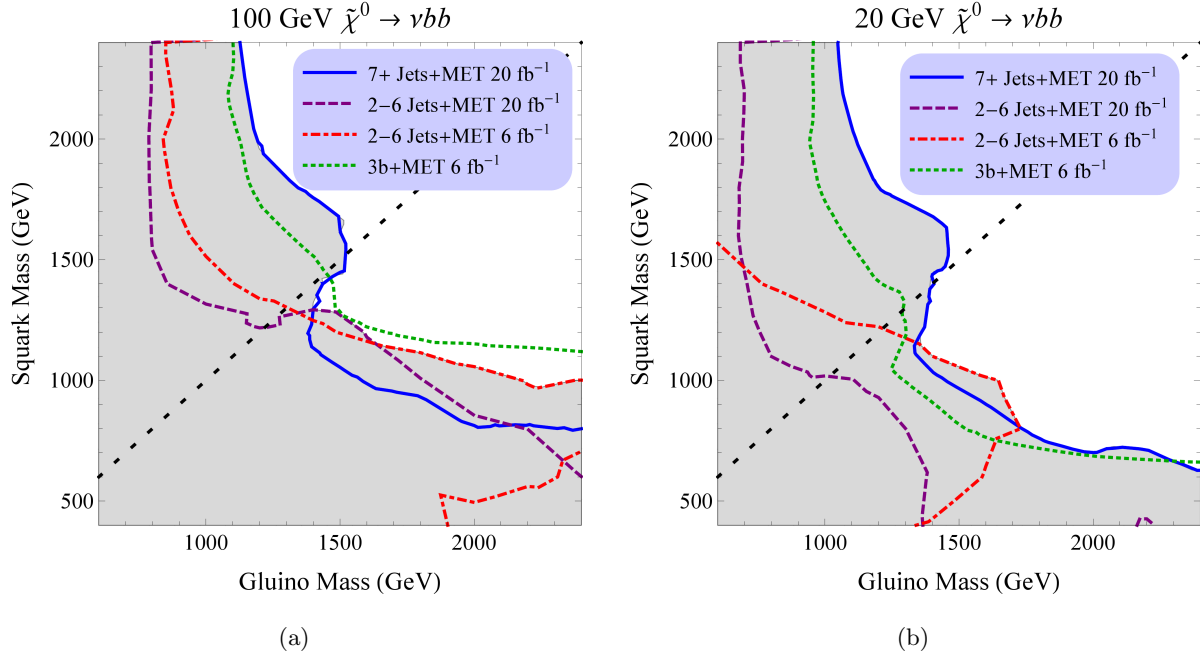 100 GeV χ̃⁰ → νbb
7+ Jets+MET 20 fb⁻¹
2−6 Jets+MET 20 fb⁻¹
2−6 Jets+MET 6 fb⁻¹
3b+MET 6 fb⁻¹
Squark Mass (GeV)
2000
1500
1000
500
1000
1500
2000
Gluino Mass (GeV)
(a)
20 GeV χ̃⁰ → νbb
7+ Jets+MET 20 fb⁻¹
2−6 Jets+MET 20 fb⁻¹
2−6 Jets+MET 6 fb⁻¹
3b+MET 6 fb⁻¹
Squark Mass (GeV)
2000
1500
1000
500
1000
1500
2000
Gluino Mass (GeV)
(b)